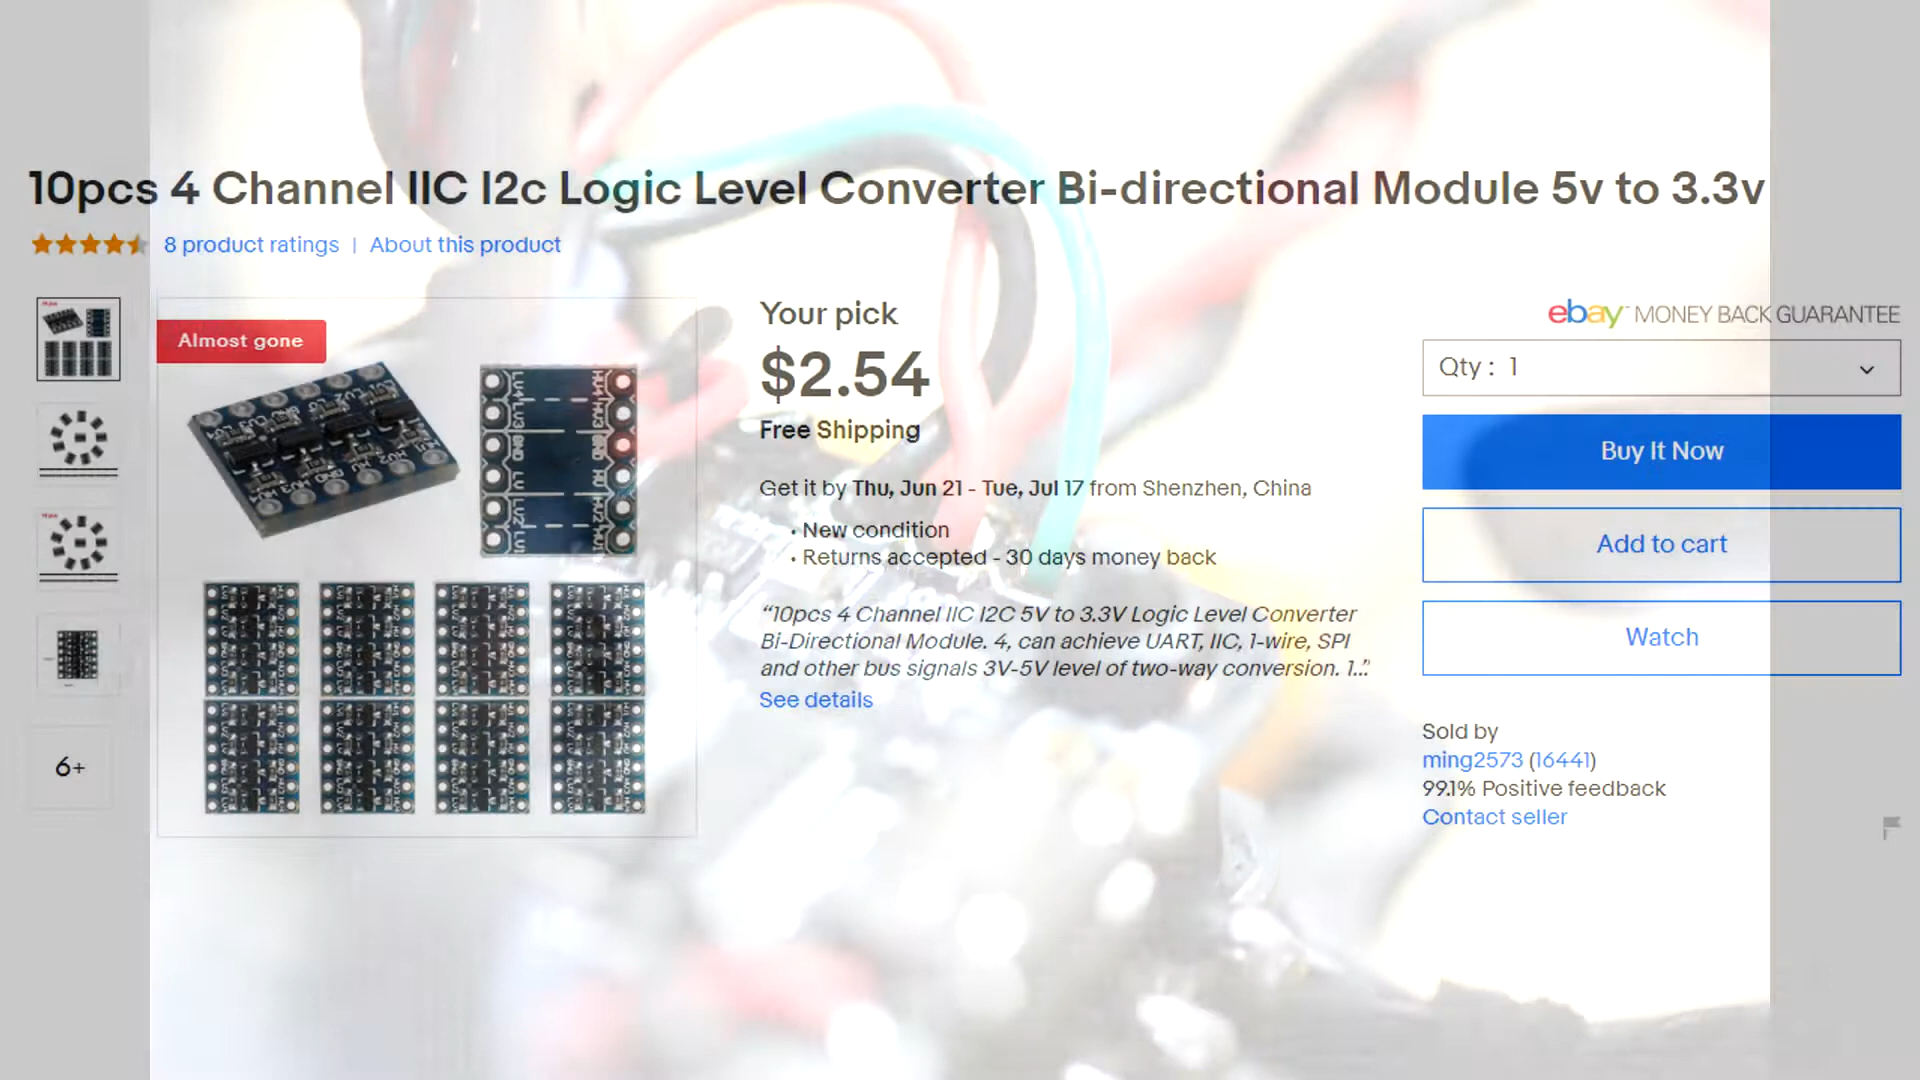 10pcs 4 Channel IIC I2c Logic Level Converter Bi-directional Module 5v to 3.3v
8 product ratings | About this product
Almost gone
6+
Your pick
$2.54
Free Shipping
Get it by Thu, Jun 21 - Tue, Jul 17 from Shenzhen, China
• New condition
• Returns accepted - 30 days money back
“10pcs 4 Channel IIC I2C 5V to 3.3V Logic Level Converter
Bi-Directional Module. 4, can achieve UART, IIC, 1-wire, SPI
and other bus signals 3V-5V level of two-way conversion. 1...”
See details
ebay™ MONEY BACK GUARANTEE
Qty : 1
Buy It Now
Add to cart
Watch
Sold by
ming2573 (16441)
99.1% Positive feedback
Contact seller